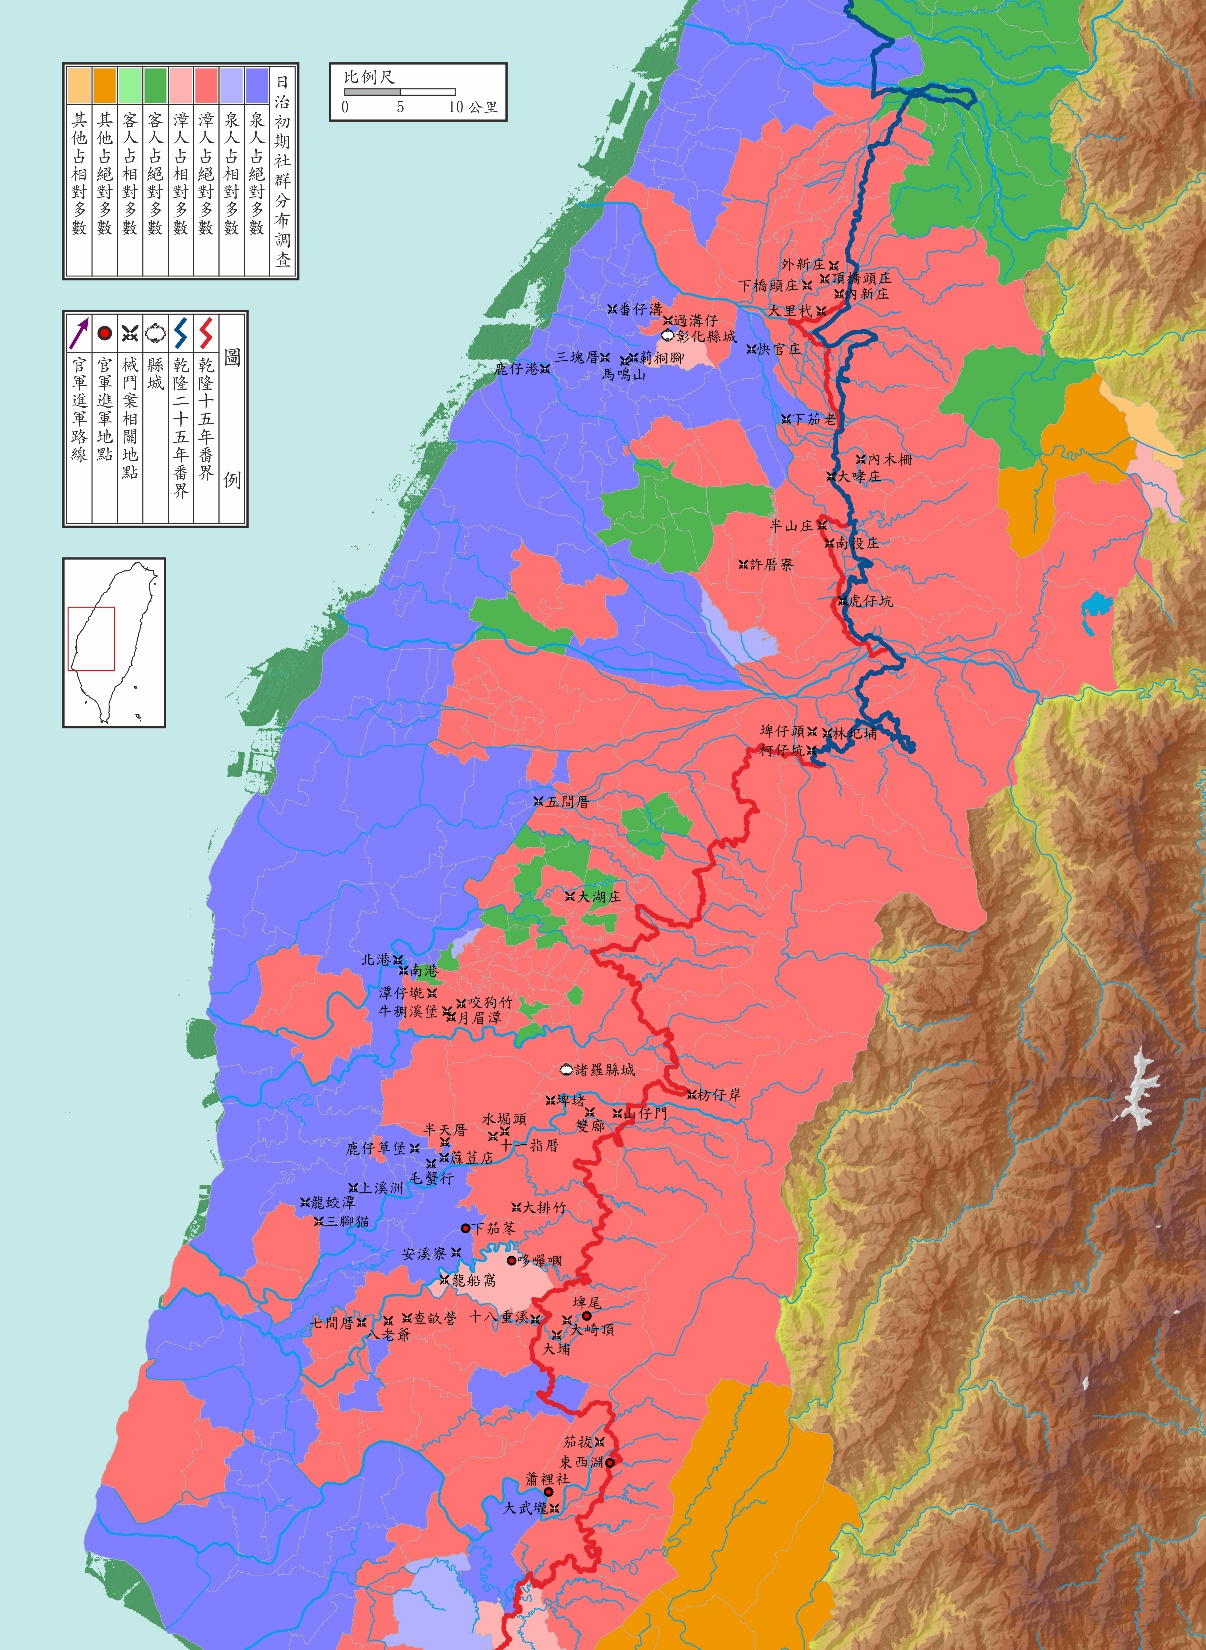 日治初期社群分布調查
泉人占絕對多數
泉人占相對多數
漳人占絕對多數
漳人占相對多數
客人占絕對多數
客人占相對多數
其他占絕對多數
其他占相對多數
比例尺
0 5 10 公里
圖例
乾隆十五年番界
乾隆二十五年番界
縣城
械鬥案相關地點
官軍進軍地點
官軍進軍路線
外新庄
頂橋頭庄
下橋頭庄
內新庄
大里杙
番仔溝
過溝仔
彰化縣城
快官庄
三塊厝
莿桐腳
馬鳴山
鹿仔港
下茄老
內木柵
大哮庄
半山庄
南投庄
許厝寮
虎仔坑
埤仔頭
林圯埔
柯仔坑
五間厝
大湖庄
北港
南港
潭仔墘
咬狗竹
牛稠溪堡
月眉潭
諸羅縣城
枋仔岸
埤堵
雙廍
山仔門
水堀頭
半天厝
十一指厝
鹿仔草堡
蔴荳店
毛蟹行
上溪洲
龍蛟潭
三腳猫
大排竹
下茄苳
安溪寮
哆囉嘓
龍船窩
埤尾
七間厝
八老爺
查畝營
十八重溪
大崎頂
大埔
茄拔
東西淵
蕭裡社
大武壠